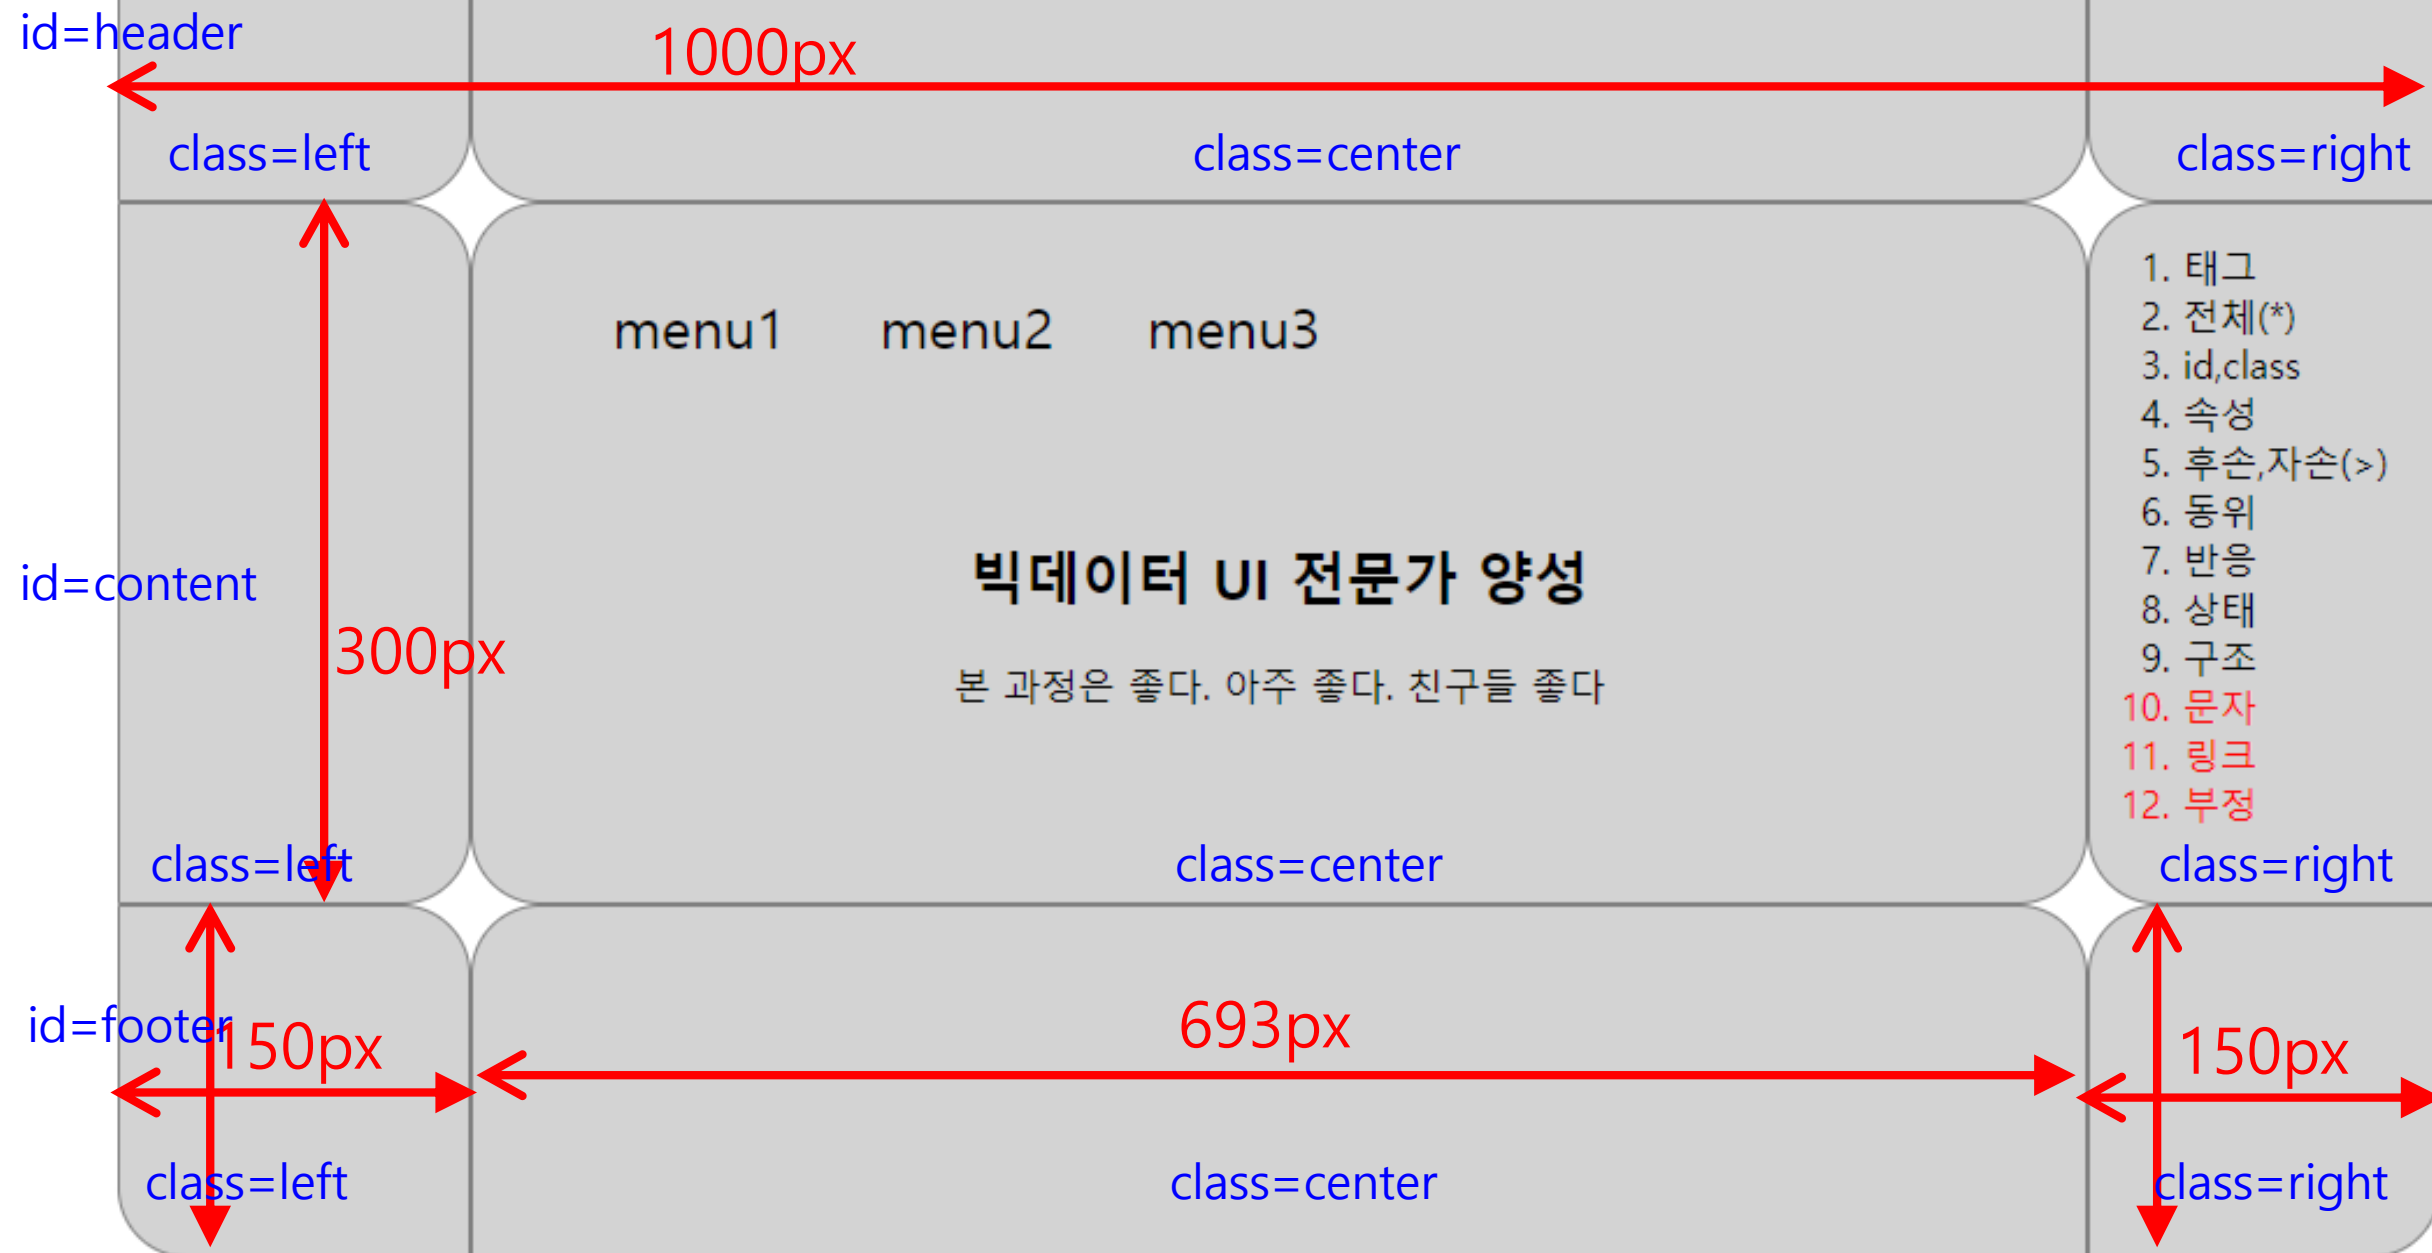 id=header
1000px
class=left
class=center
class=right
1. 태그
2. 전체(*)
3. id,class
4. 속성
5. 후손,자손(>)
6. 동위
7. 반응
8. 상태
9. 구조
10. 문자
11. 링크
12. 부정
menu1 menu2 menu3
빅데이터 UI 전문가 양성
id=content
300px
본 과정은 좋다. 아주 좋다. 친구들 좋다
class=left
class=center
class=right
id=footer
150px
693px
150px
class=left
class=center
class=right